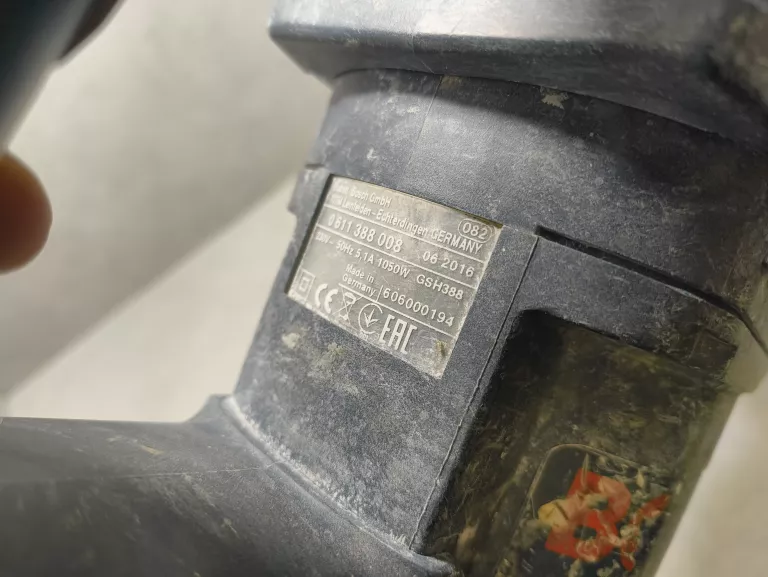 Bosch GmbH
Leinfelden-Echterdingen GERMANY
082
0 611 388 008 06 2016
230V~ 50Hz 5,1A 1050W GSH388
Made in
Germany /606000194
CE EAC